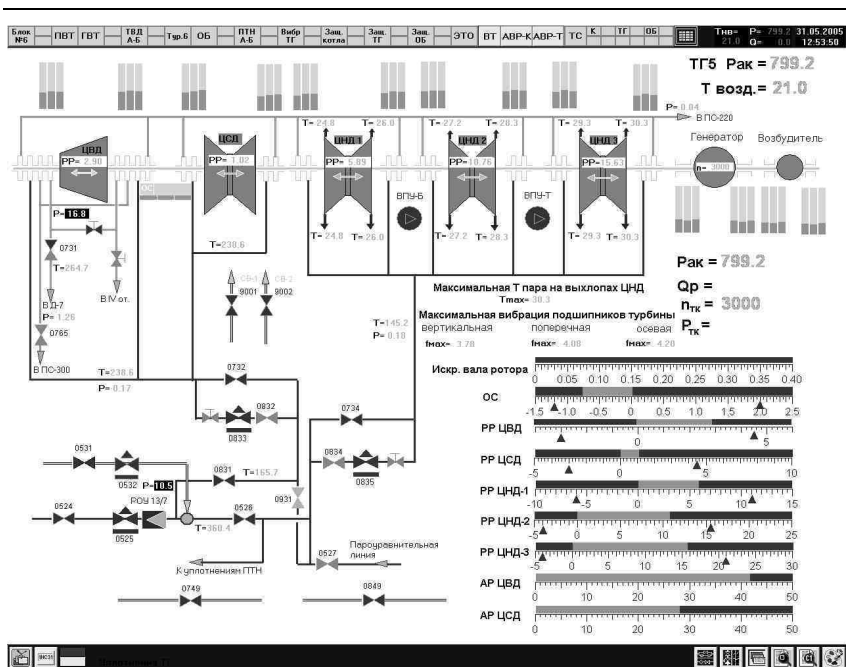 Блок №6 ПВТ ГВТ ТВД А-Б Тур.Б ОБ ПТН А-Б Вибр ТГ Защ. котла Защ. ТГ Защ. ОБ ЭТО ВТ АВР-К АВР-Т ТС К ТГ ОБ Тнв= 21.0 Р= 799.2 Q= 0.0 31.05.2005 12:53:50
ТГ5 Рак = 799.2
Т возд.= 21.0
Р= 0.04
В ПС-220
Генератор Возбудитель
n= 3000
Т= 24.8 Т= 26.0 Т= 27.2 Т= 28.3 Т= 29.3 Т= 30.3
ЦВД ЦСД ЦНД 1 ЦНД 2 ЦНД 3
РР= 2.90 РР= 1.02 РР= 5.89 РР=10.76 РР=15.63
ОС
ВПУ-Б ВПУ-Т
Р= 16.8
Т= 24.8 Т= 26.0 Т= 27.2 Т= 28.3 Т= 29.3 Т= 30.3
0731
Т=264.7
Т=238.6
В Д-7 В IV от.
Р= 1.26
0765
В ПС-300
СВ-1 СВ-2
9001 9002
Рак = 799.2
Qр =
nтк = 3000
Ртк =
Максимальная Т пара на выхлопах ЦНД
Тmax= 30.3
Максимальная вибрация подшипников турбины
вертикальная поперечная осевая
fmax= 3.78 fmax= 4.08 fmax= 4.20
Т=145.2
Р= 0.10
Т=238.6
Р= 0.17
0732
0832
0833
0734
0834
0835
0531
0532
0831
Т=165.7
Р= 10.5
РОУ 13/7
0931
0524
0525
0528
Т=360.4
К уплотнениям ПТН
0527
Пароуравнительная линия
0749
0849
Искр. вала ротора
0 0.05 0.10 0.15 0.20 0.25 0.30 0.35 0.40
ОС
-1.5 -1.0 -0.5 0 0.5 1.0 1.5 2.0 2.5
РР ЦВД
0 5
РР ЦСД
-5 0 5 10
РР ЦНД-1
-10 -5 0 5 10 15
РР ЦНД-2
-5 0 5 10 15 20 25
РР ЦНД-3
-5 0 5 10 15 20 25 30
АР ЦВД
0 10 20 30 40 50
АР ЦСД
0 10 20 30 40 50